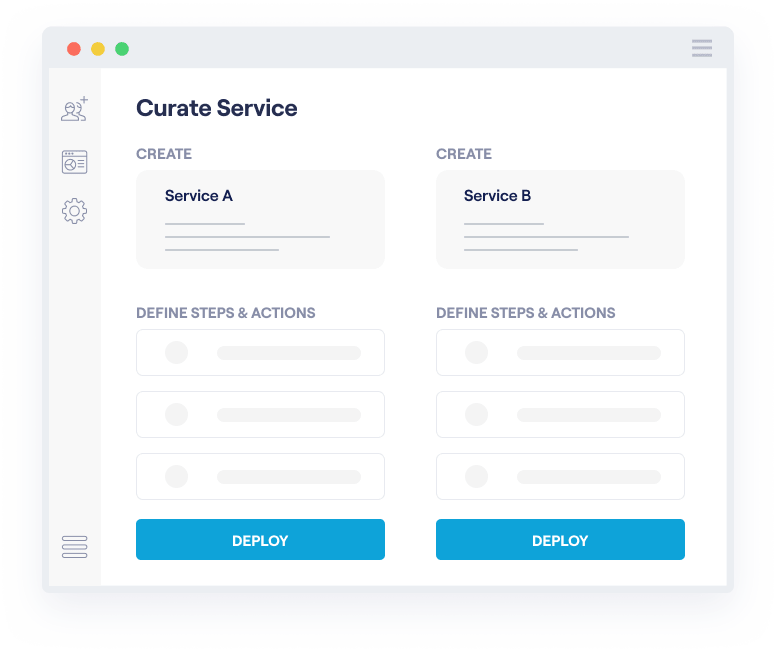 Curate Service
CREATE
CREATE
Service A
Service B
DEFINE STEPS & ACTIONS
DEFINE STEPS & ACTIONS
DEPLOY
DEPLOY